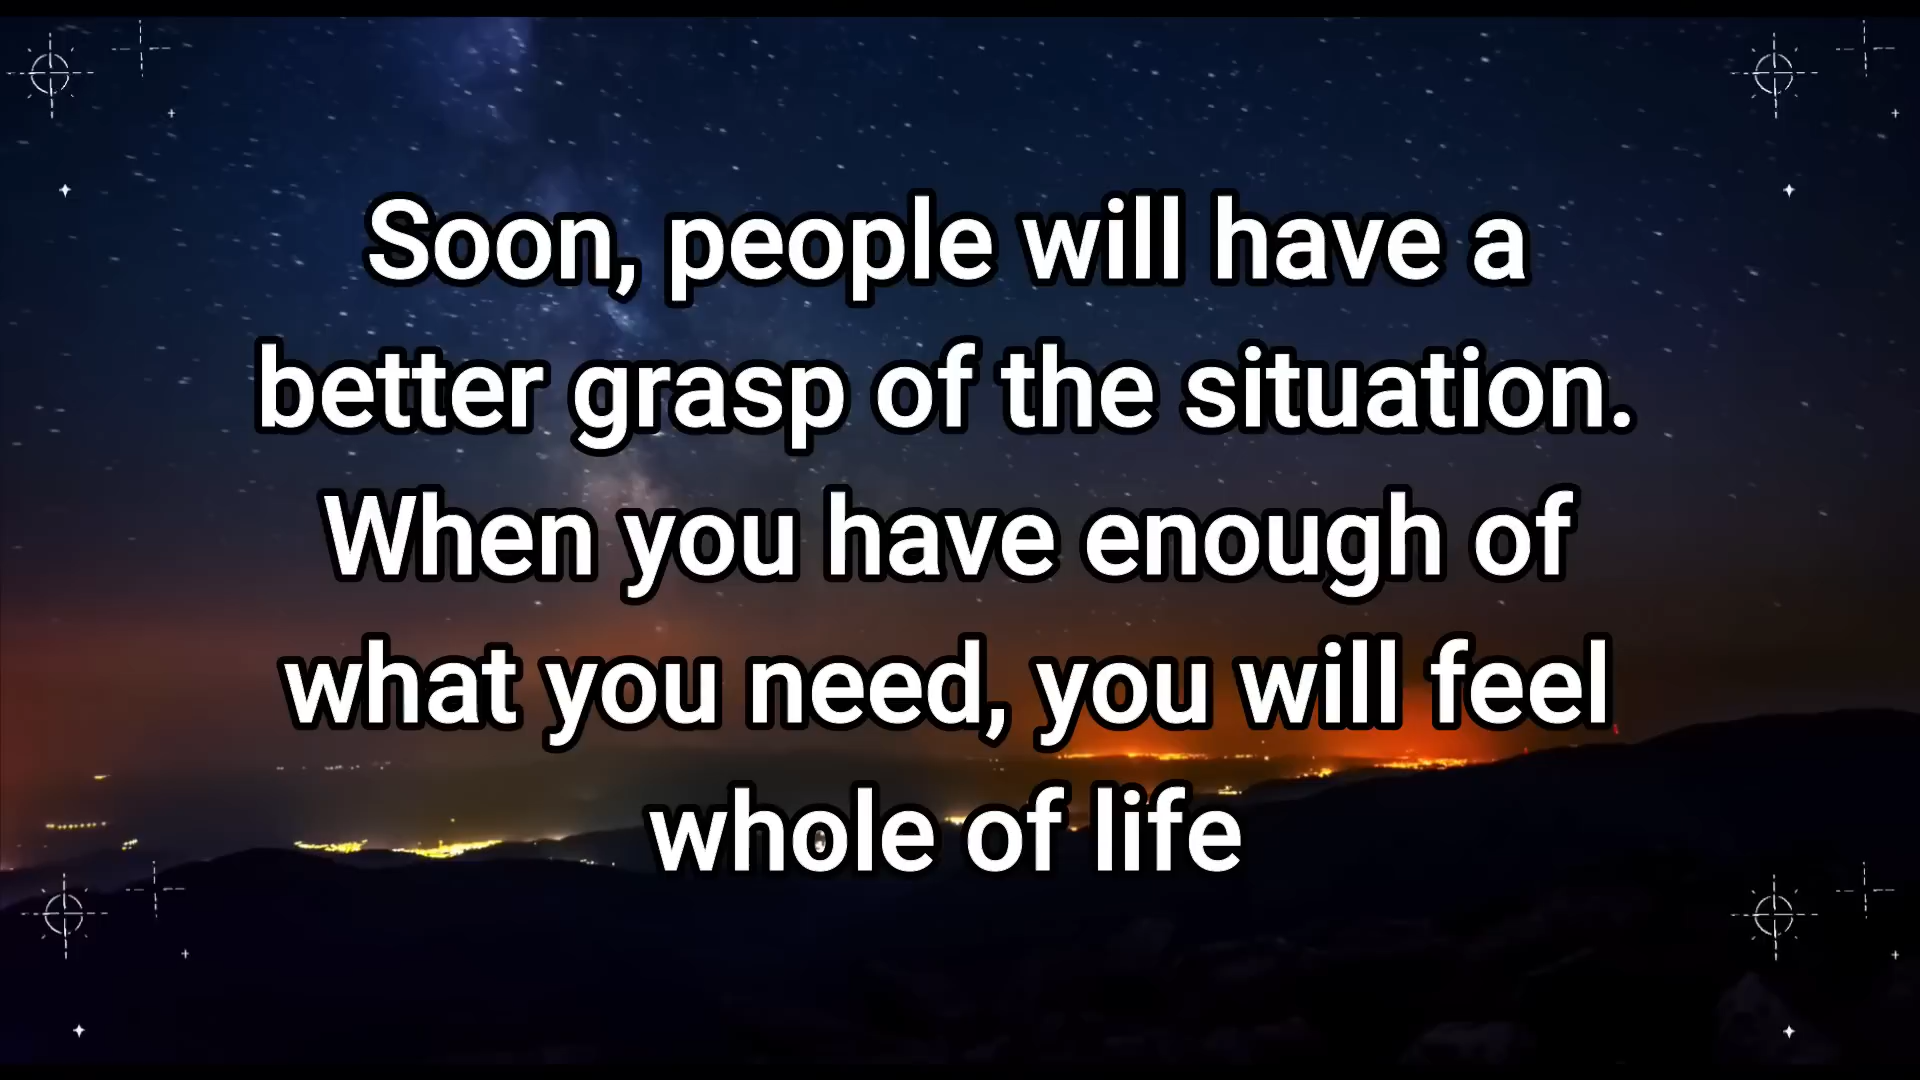 Soon, people will have a
better grasp of the situation.
When you have enough of
what you need, you will feel
whole of life